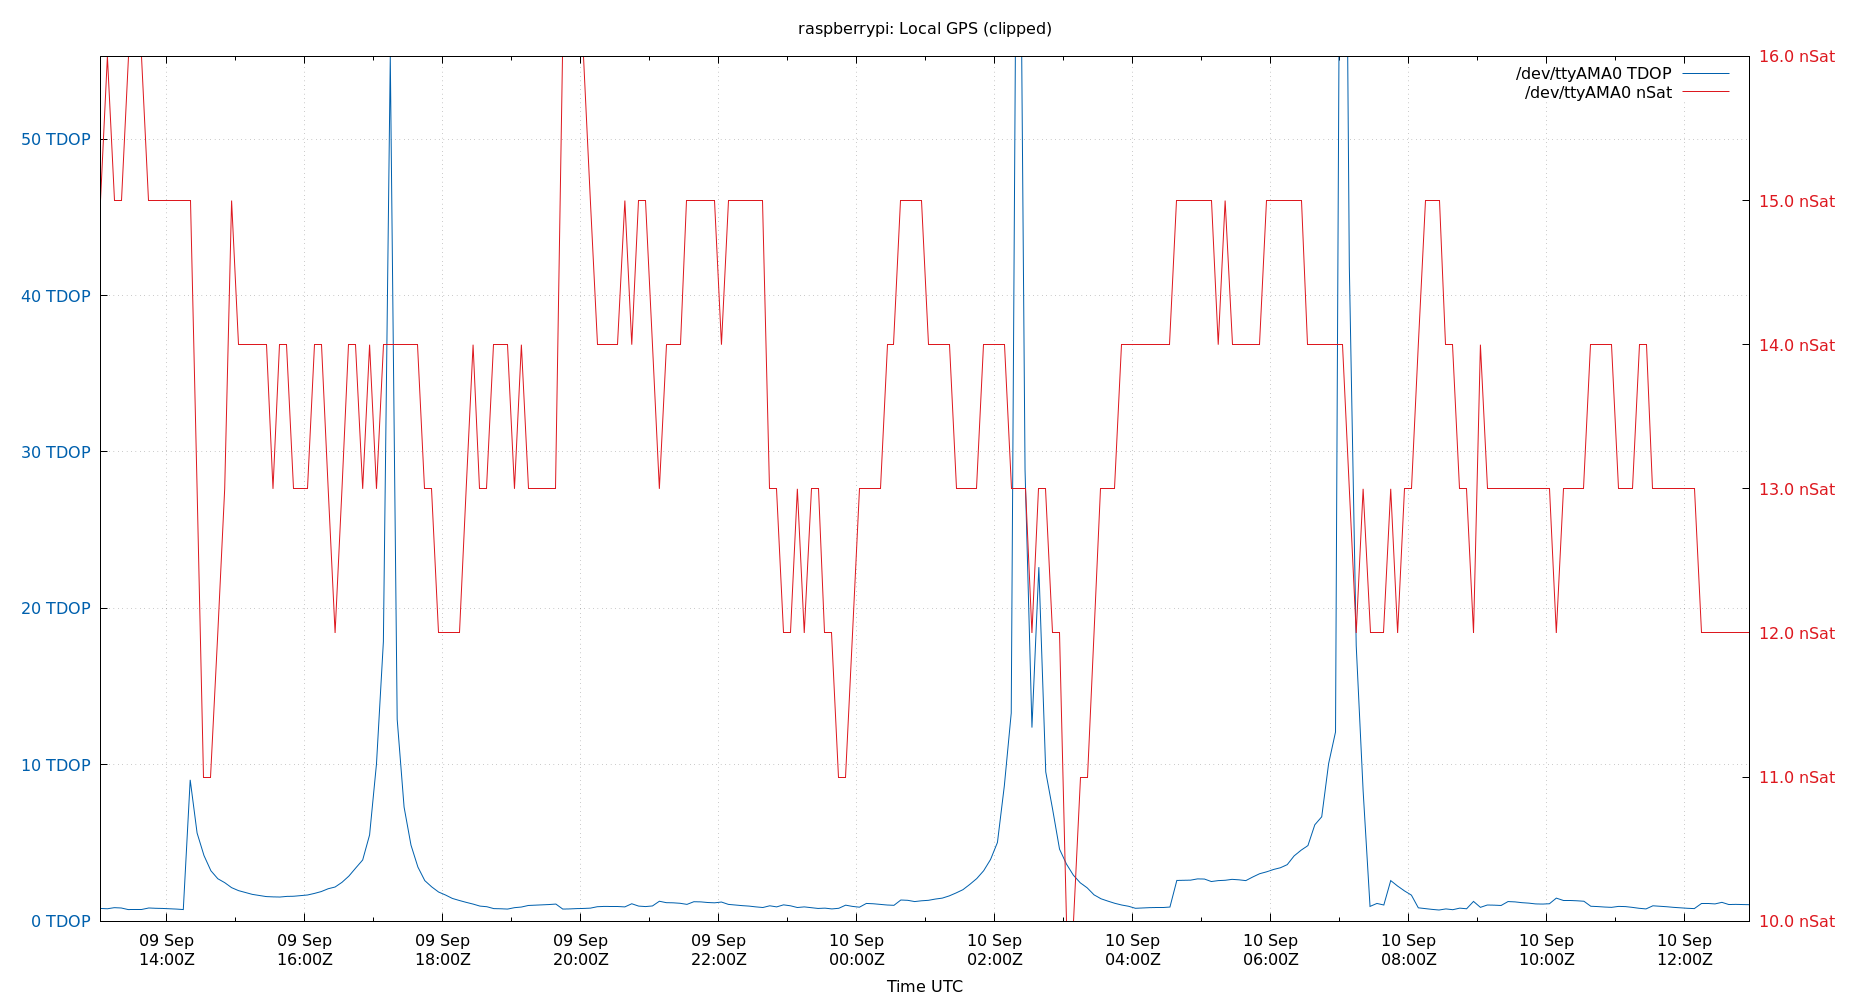 raspberrypi: Local GPS (clipped)
/dev/ttyAMA0 TDOP
/dev/ttyAMA0 nSat
50 TDOP
40 TDOP
30 TDOP
20 TDOP
10 TDOP
0 TDOP
16.0 nSat
15.0 nSat
14.0 nSat
13.0 nSat
12.0 nSat
11.0 nSat
10.0 nSat
09 Sep
14:00Z
09 Sep
16:00Z
09 Sep
18:00Z
09 Sep
20:00Z
09 Sep
22:00Z
10 Sep
00:00Z
10 Sep
02:00Z
10 Sep
04:00Z
10 Sep
06:00Z
10 Sep
08:00Z
10 Sep
10:00Z
10 Sep
12:00Z
Time UTC